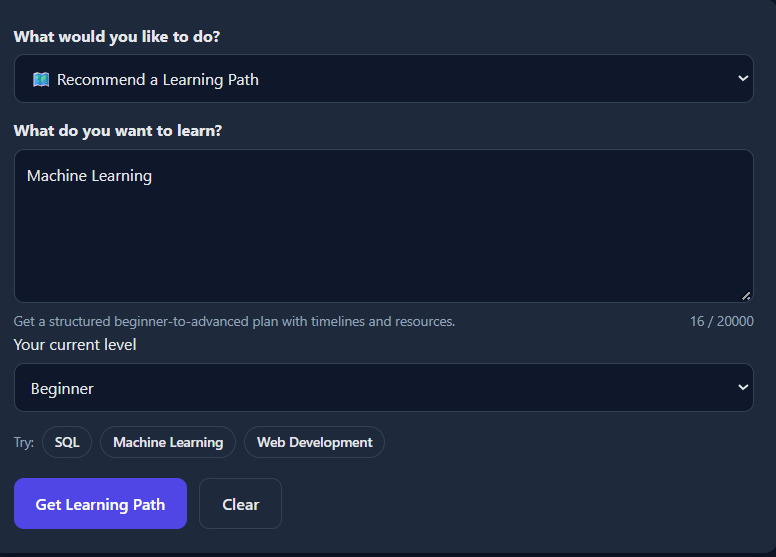 What would you like to do?
Recommend a Learning Path
What do you want to learn?
Machine Learning
Get a structured beginner-to-advanced plan with timelines and resources. 16 / 20000
Your current level
Beginner
Try: SQL Machine Learning Web Development
Get Learning Path Clear